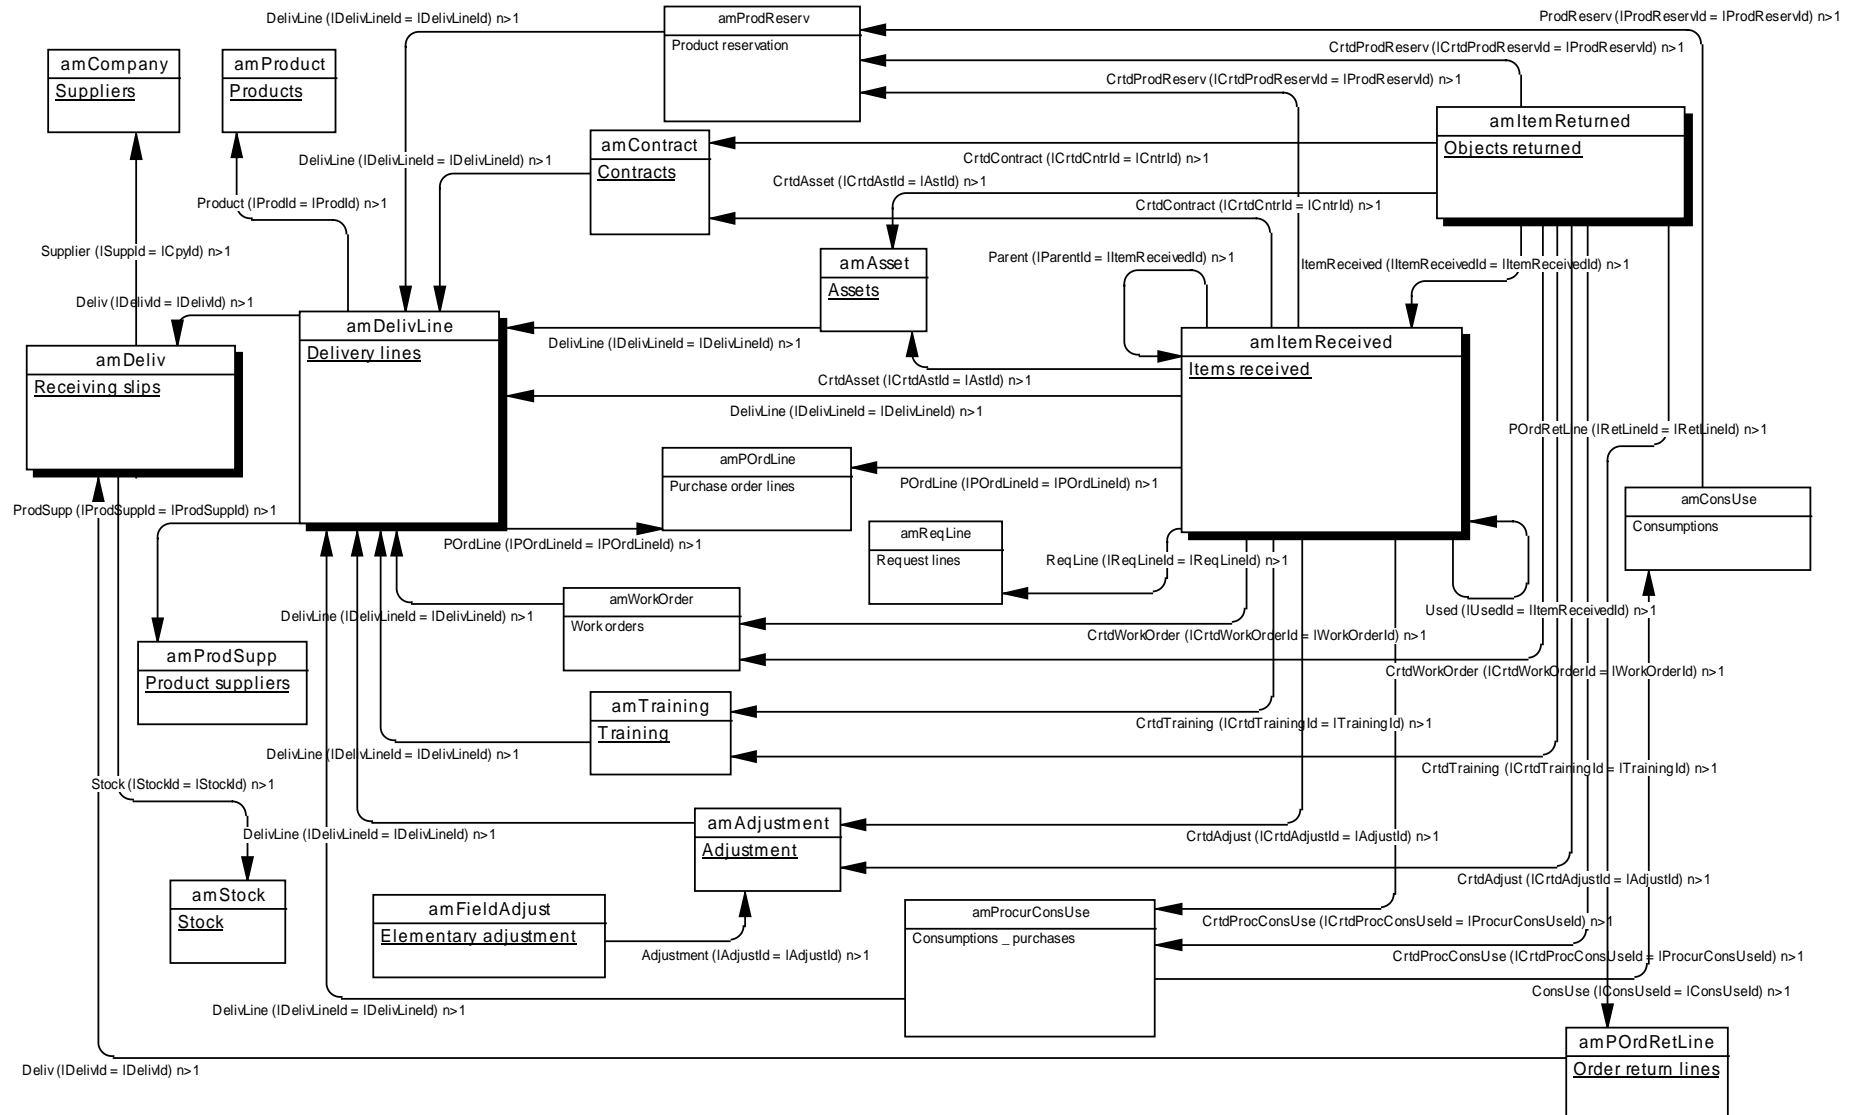 DelivLine (lDelivLineId = lDelivLineId) n>1
amProdReserv
Product reservation
ProdReserv (lProdReservId = lProdReservId) n>1
CrtdProdReserv (lCrtdProdReservId = lProdReservId) n>1
CrtdProdReserv (lCrtdProdReservId = lProdReservId) n>1
amCompany
Suppliers
amProduct
Products
amItemReturned
Objects returned
amContract
Contracts
DelivLine (lDelivLineId = lDelivLineId) n>1
CrtdContract (lCrtdCntrId = lCntrId) n>1
CrtdAsset (lCrtdAstId = lAstId) n>1
CrtdContract (lCrtdCntrId = lCntrId) n>1
Product (lProdId = lProdId) n>1
Supplier (lSuppId = lCpyId) n>1
amAsset
Assets
Parent (lParentId = lItemReceivedId) n>1
ItemReceived (lItemReceivedId = lItemReceivedId) n>1
Deliv (lDelivId = lDelivId) n>1
amDelivLine
Delivery lines
DelivLine (lDelivLineId = lDelivLineId) n>1
amItemReceived
Items received
amDeliv
Receiving slips
CrtdAsset (lCrtdAstId = lAstId) n>1
DelivLine (lDelivLineId = lDelivLineId) n>1
POrdRetLine (lRetLineId = lRetLineId) n>1
amPOrdLine
Purchase order lines
POrdLine (lPOrdLineId = lPOrdLineId) n>1
amConsUse
Consumptions
ProdSupp (lProdSuppId = lProdSuppId) n>1
POrdLine (lPOrdLineId = lPOrdLineId) n>1
amReqLine
Request lines
ReqLine (lReqLineId = lReqLineId) n>1
amWorkOrder
Work orders
DelivLine (lDelivLineId = lDelivLineId) n>1
Used (lUsedId = lItemReceivedId) n>1
CrtdWorkOrder (lCrtdWorkOrderId = lWorkOrderId) n>1
CrtdWorkOrder (lCrtdWorkOrderId = lWorkOrderId) n>1
amProdSupp
Product suppliers
amTraining
Training
CrtdTraining (lCrtdTrainingId = lTrainingId) n>1
DelivLine (lDelivLineId = lDelivLineId) n>1
CrtdTraining (lCrtdTrainingId = lTrainingId) n>1
Stock (lStockId = lStockId) n>1
amAdjustment
Adjustment
DelivLine (lDelivLineId = lDelivLineId) n>1
CrtdAdjust (lCrtdAdjustId = lAdjustId) n>1
CrtdAdjust (lCrtdAdjustId = lAdjustId) n>1
amStock
Stock
amFieldAdjust
Elementary adjustment
amProcurConsUse
Consumptions _ purchases
CrtdProcConsUse (lCrtdProcConsUseId = lProcurConsUseId) n>1
Adjustment (lAdjustId = lAdjustId) n>1
CrtdProcConsUse (lCrtdProcConsUseId = lProcurConsUseId) n>1
ConsUse (lConsUseId = lConsUseId) n>1
DelivLine (lDelivLineId = lDelivLineId) n>1
amPOrdRetLine
Order return lines
Deliv (lDelivId = lDelivId) n>1